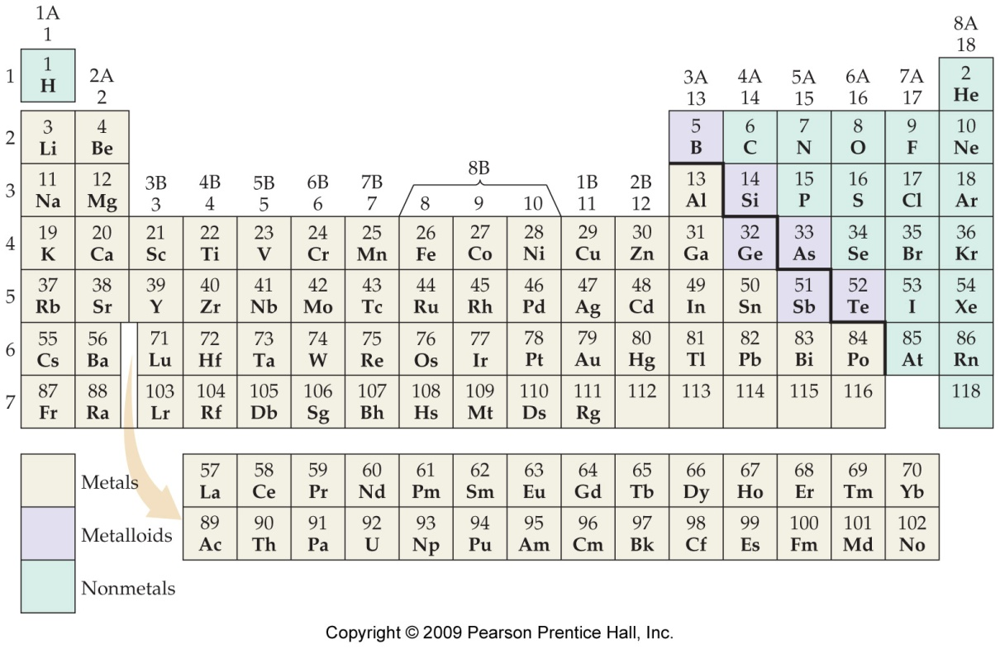 1A
1
8A
18
1
1
H
2A
2
3A
13
4A
14
5A
15
6A
16
7A
17
2
He
2
3
Li
4
Be
5
B
6
C
7
N
8
O
9
F
10
Ne
3
11
Na
12
Mg
3B
3
4B
4
5B
5
6B
6
7B
7
8B
8
9
10
1B
11
2B
12
13
Al
14
Si
15
P
16
S
17
Cl
18
Ar
4
19
K
20
Ca
21
Sc
22
Ti
23
V
24
Cr
25
Mn
26
Fe
27
Co
28
Ni
29
Cu
30
Zn
31
Ga
32
Ge
33
As
34
Se
35
Br
36
Kr
5
37
Rb
38
Sr
39
Y
40
Zr
41
Nb
42
Mo
43
Tc
44
Ru
45
Rh
46
Pd
47
Ag
48
Cd
49
In
50
Sn
51
Sb
52
Te
53
I
54
Xe
6
55
Cs
56
Ba
71
Lu
72
Hf
73
Ta
74
W
75
Re
76
Os
77
Ir
78
Pt
79
Au
80
Hg
81
Tl
82
Pb
83
Bi
84
Po
85
At
86
Rn
7
87
Fr
88
Ra
103
Lr
104
Rf
105
Db
106
Sg
107
Bh
108
Hs
109
Mt
110
Ds
111
Rg
112
113
114
115
116
118
Metals
57
La
58
Ce
59
Pr
60
Nd
61
Pm
62
Sm
63
Eu
64
Gd
65
Tb
66
Dy
67
Ho
68
Er
69
Tm
70
Yb
Metalloids
89
Ac
90
Th
91
Pa
92
U
93
Np
94
Pu
95
Am
96
Cm
97
Bk
98
Cf
99
Es
100
Fm
101
Md
102
No
Nonmetals
Copyright © 2009 Pearson Prentice Hall, Inc.